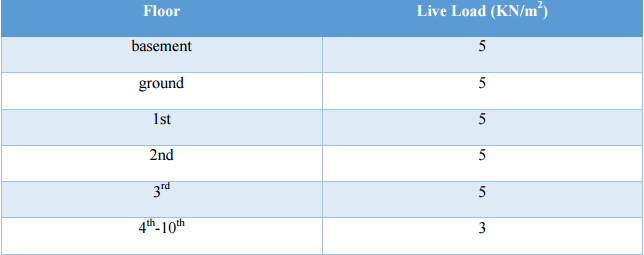 Floor Live Load (KN/m²)
basement 5
ground 5
1st 5
2nd 5
3ʳᵈ 5
4ᵗʰ-10ᵗʰ 3